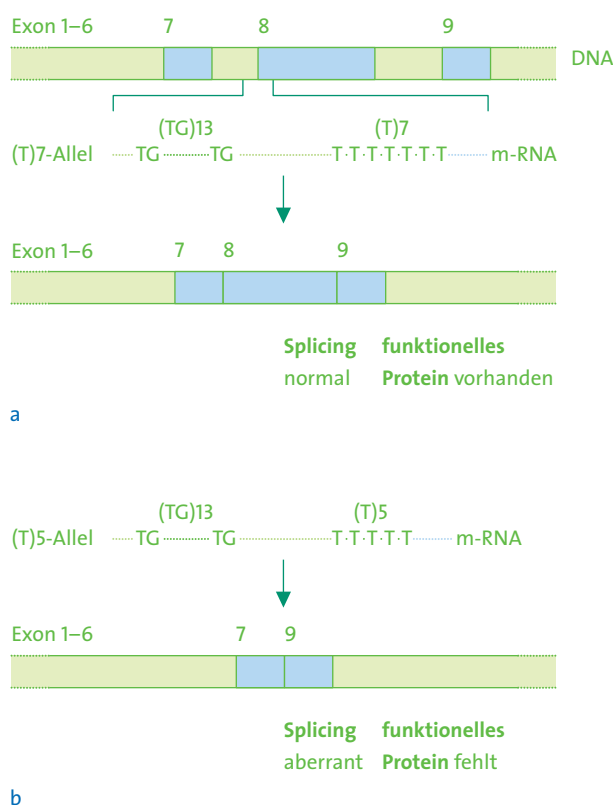 Exon 1–6 7 8 9
DNA
(TG)13 (T)7
(T)7-Allel TG TG T·T·T·T·T·T·T m-RNA
Exon 1–6 7 8 9
Splicing funktionelles
normal Protein vorhanden
a
(TG)13 (T)5
(T)5-Allel TG TG T·T·T·T·T m-RNA
Exon 1–6 7 9
Splicing funktionelles
aberrant Protein fehlt
b